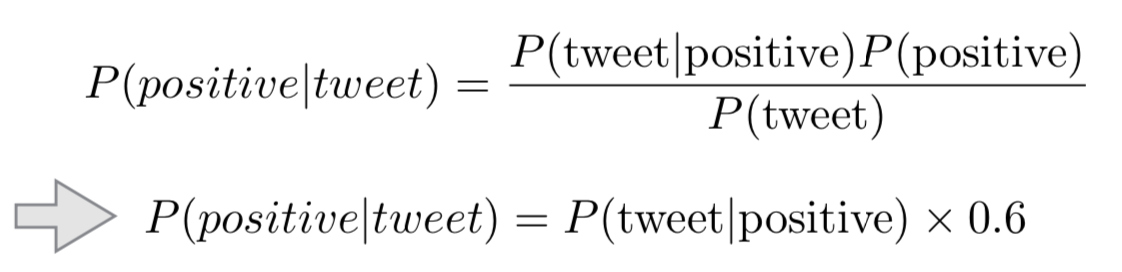 P(positive|tweet) = P(tweet|positive)P(positive) / P(tweet)
P(positive|tweet) = P(tweet|positive) × 0.6